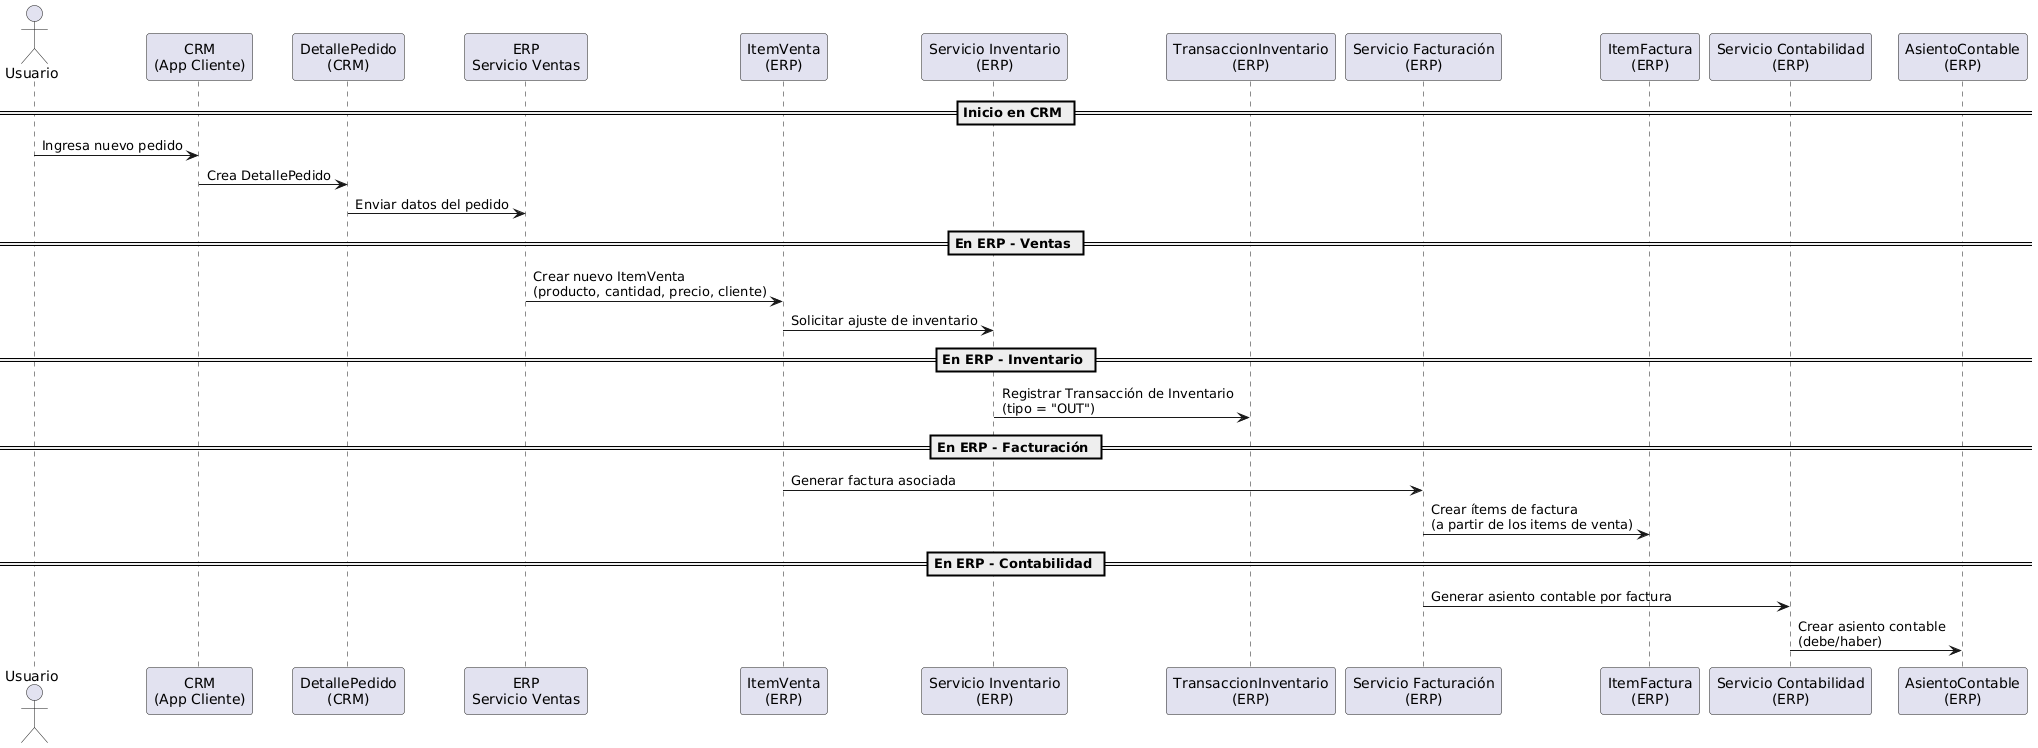 Usuario
CRM
(App Cliente)
DetallePedido
(CRM)
ERP
Servicio Ventas
ItemVenta
(ERP)
Servicio Inventario
(ERP)
TransaccionInventario
(ERP)
Servicio Facturación
(ERP)
ItemFactura
(ERP)
Servicio Contabilidad
(ERP)
AsientoContable
(ERP)
Inicio en CRM
Ingresa nuevo pedido
Crea DetallePedido
Enviar datos del pedido
En ERP - Ventas
Crear nuevo ItemVenta
(producto, cantidad, precio, cliente)
Solicitar ajuste de inventario
En ERP - Inventario
Registrar Transacción de Inventario
(tipo = "OUT")
En ERP - Facturación
Generar factura asociada
Crear ítems de factura
(a partir de los items de venta)
En ERP - Contabilidad
Generar asiento contable por factura
Crear asiento contable
(debe/haber)
Usuario
CRM
(App Cliente)
DetallePedido
(CRM)
ERP
Servicio Ventas
ItemVenta
(ERP)
Servicio Inventario
(ERP)
TransaccionInventario
(ERP)
Servicio Facturación
(ERP)
ItemFactura
(ERP)
Servicio Contabilidad
(ERP)
AsientoContable
(ERP)